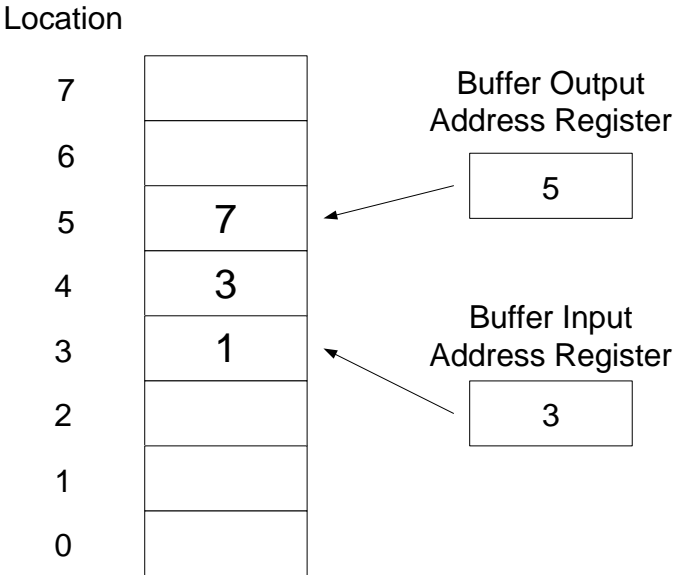 Location
7
6
5 7
4 3
3 1
2
1
0
Buffer Output
Address Register
5
Buffer Input
Address Register
3